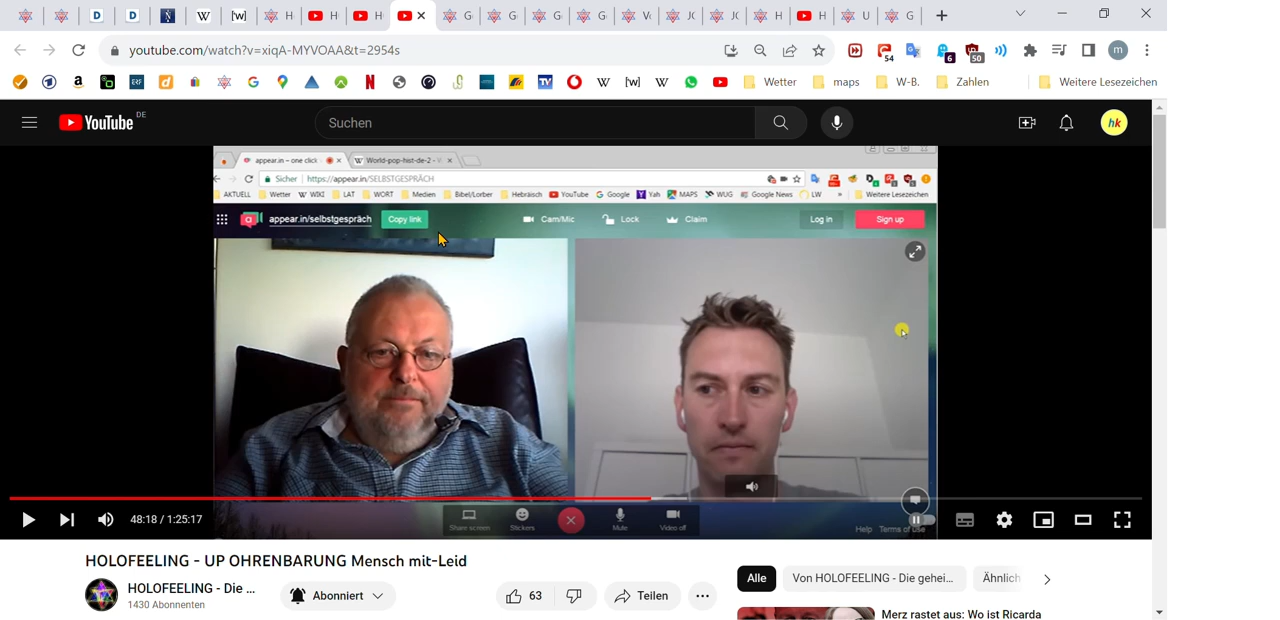 youtube.com/watch?v=xiqA-MYVOAA&t=2954s
54
6
50
m
Wetter
maps
W-B.
Zahlen
Weitere Lesezeichen
YouTube DE
Suchen
hk
appear.in – one click
World-pop-hist-de-2 - W
Sicher https://appear.in/SELBSTGESPRÄCH
AKTUELL Wetter WIKI LAT WORT Medien Bibel/Lorber Hebräisch YouTube Google Yah MAPS WUG Google News LW » Weitere Lesezeichen
appear.in/selbstgespräch
Copy link
Cam/Mic
Lock
Claim
Log in
Sign up
Share screen
Stickers
Mute
Video off
Help
Terms of use
48:18 / 1:25:17
HOLOFEELING - UP OHRENBARUNG Mensch mit-Leid
HOLOFEELING - Die ...
1430 Abonnenten
Abonniert
63
Teilen
Alle
Von HOLOFEELING - Die gehei...
Ähnlich
Merz rastet aus: Wo ist Ricarda